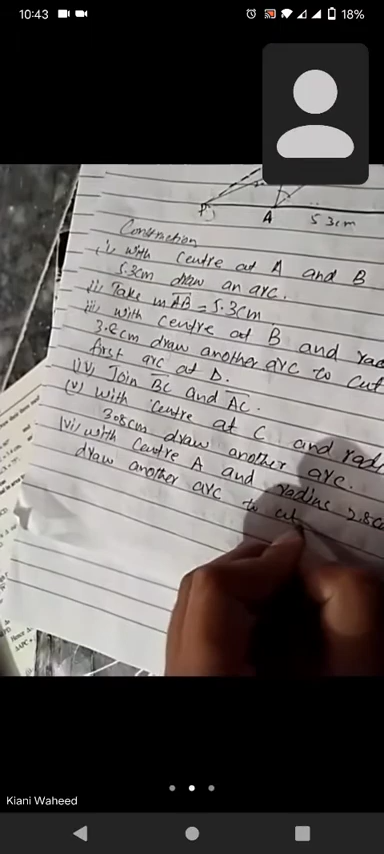 10:43
18%
A
5.3cm
Construction
(i) with centre at A and B
5.3cm draw an arc.
(ii) Take m AB = 5.3cm
(iii) with centre at B and rad
3.8cm draw another arc to cut
first arc at D.
(iv) Join BC and AC.
(v) with centre at C and radi
3.8cm draw another arc.
(vi) with centre A and radius 2.8c
draw another arc to cut
Kiani Waheed